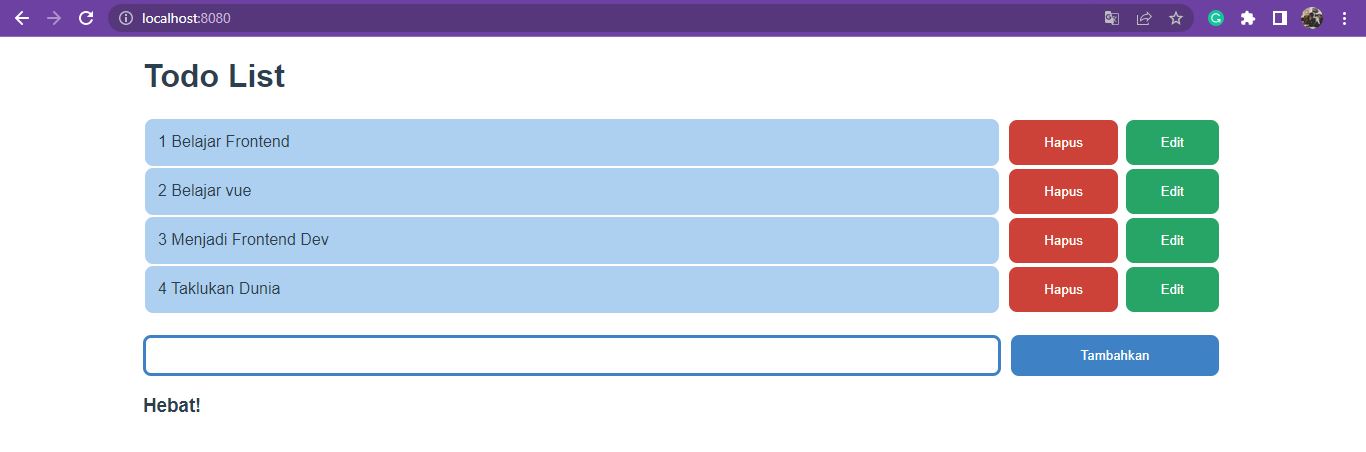 localhost:8080
Todo List
1 Belajar Frontend Hapus Edit
2 Belajar vue Hapus Edit
3 Menjadi Frontend Dev Hapus Edit
4 Taklukan Dunia Hapus Edit
Tambahkan
Hebat!